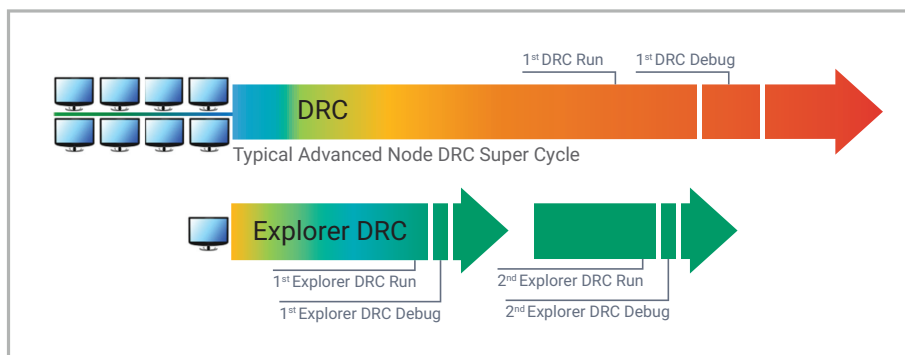 1st DRC Run
1st DRC Debug
DRC
Typical Advanced Node DRC Super Cycle
Explorer DRC
1st Explorer DRC Run
2nd Explorer DRC Run
1st Explorer DRC Debug
2nd Explorer DRC Debug